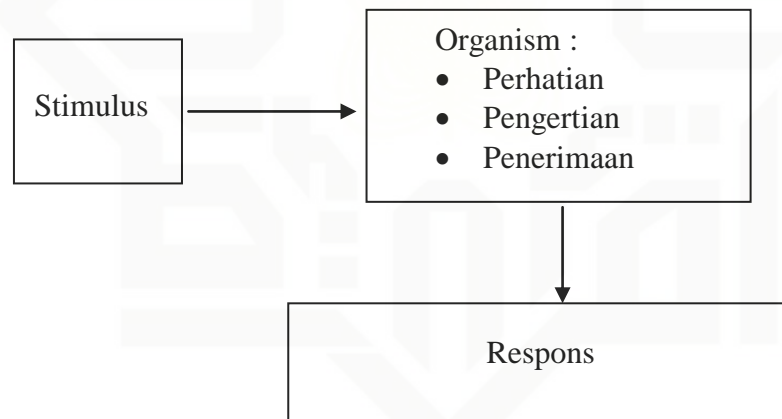 Stimulus
Organism :
• Perhatian
• Pengertian
• Penerimaan
Respons